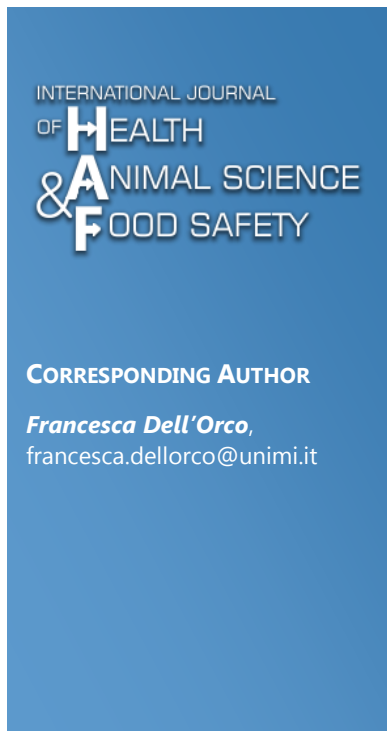 INTERNATIONAL JOURNAL
OF HEALTH
& ANIMAL SCIENCE
FOOD SAFETY
CORRESPONDING AUTHOR
Francesca Dell’Orco,
francesca.dellorco@unimi.it